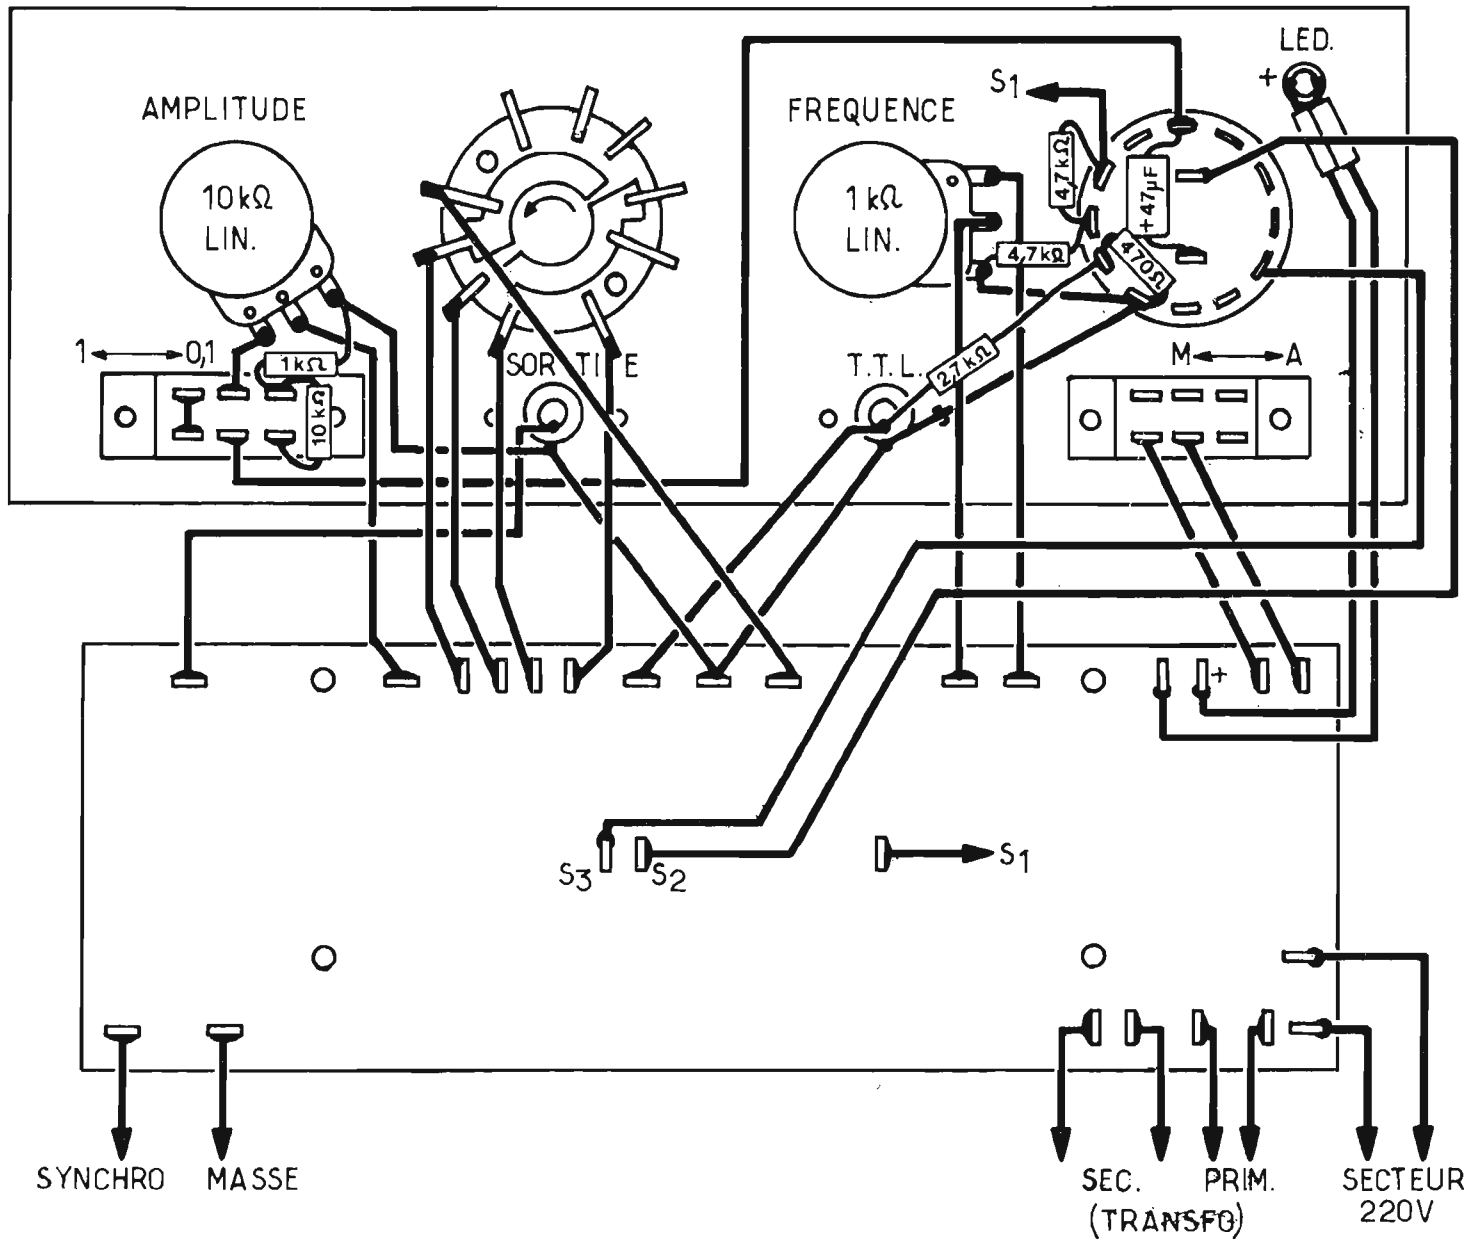 LED.
+
S1
AMPLITUDE
FREQUENCE
4,7kΩ
+47µF
10kΩ
LIN.
1kΩ
LIN.
4,7kΩ
470Ω
1
0,1
1kΩ
SORTIE
T.T.L.
2,7kΩ
M
A
10kΩ
+
S3
S2
S1
SYNCHRO
MASSE
SEC.
PRIM.
(TRANSFO)
SECTEUR
220V